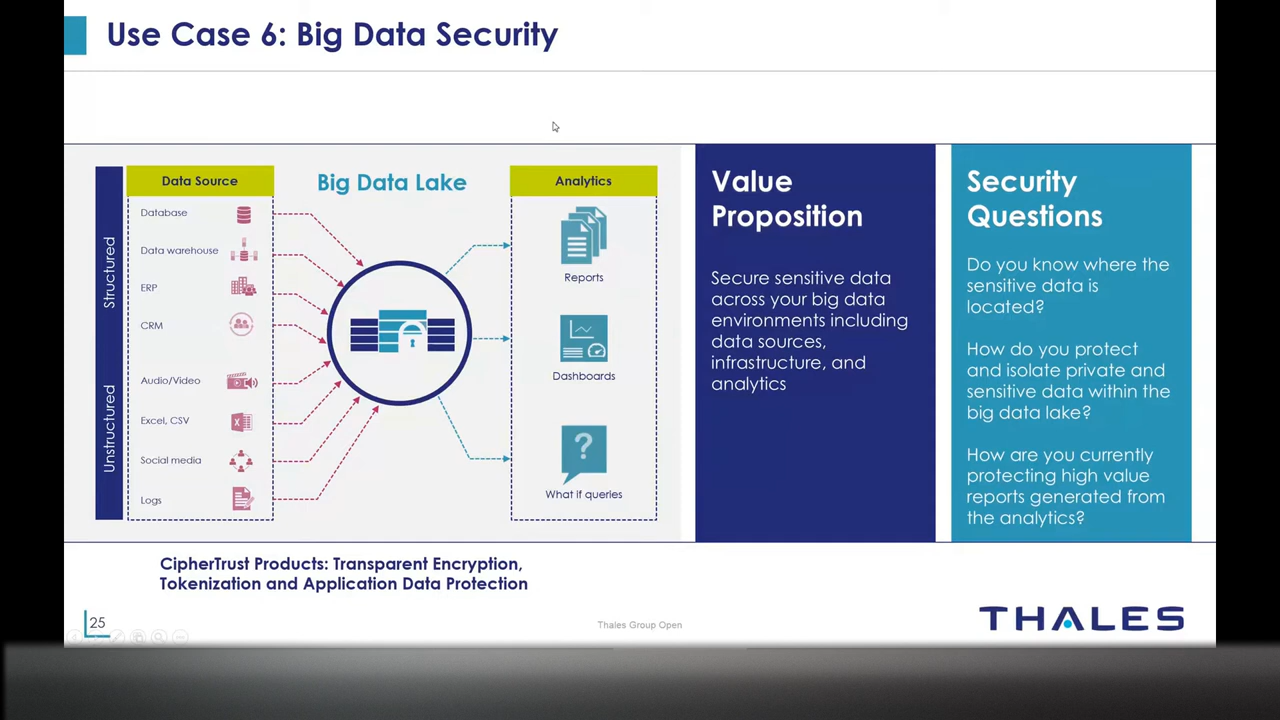 Use Case 6: Big Data Security
Structured
Unstructured
Data Source
Database
Data warehouse
ERP
CRM
Audio/Video
Excel, CSV
Social media
Logs
Big Data Lake
Analytics
Reports
Dashboards
?
What if queries
Value
Proposition
Secure sensitive data
across your big data
environments including
data sources,
infrastructure, and
analytics
Security
Questions
Do you know where the
sensitive data is
located?
How do you protect
and isolate private and
sensitive data within the
big data lake?
How are you currently
protecting high value
reports generated from
the analytics?
CipherTrust Products: Transparent Encryption,
Tokenization and Application Data Protection
25
Thales Group Open
THALES